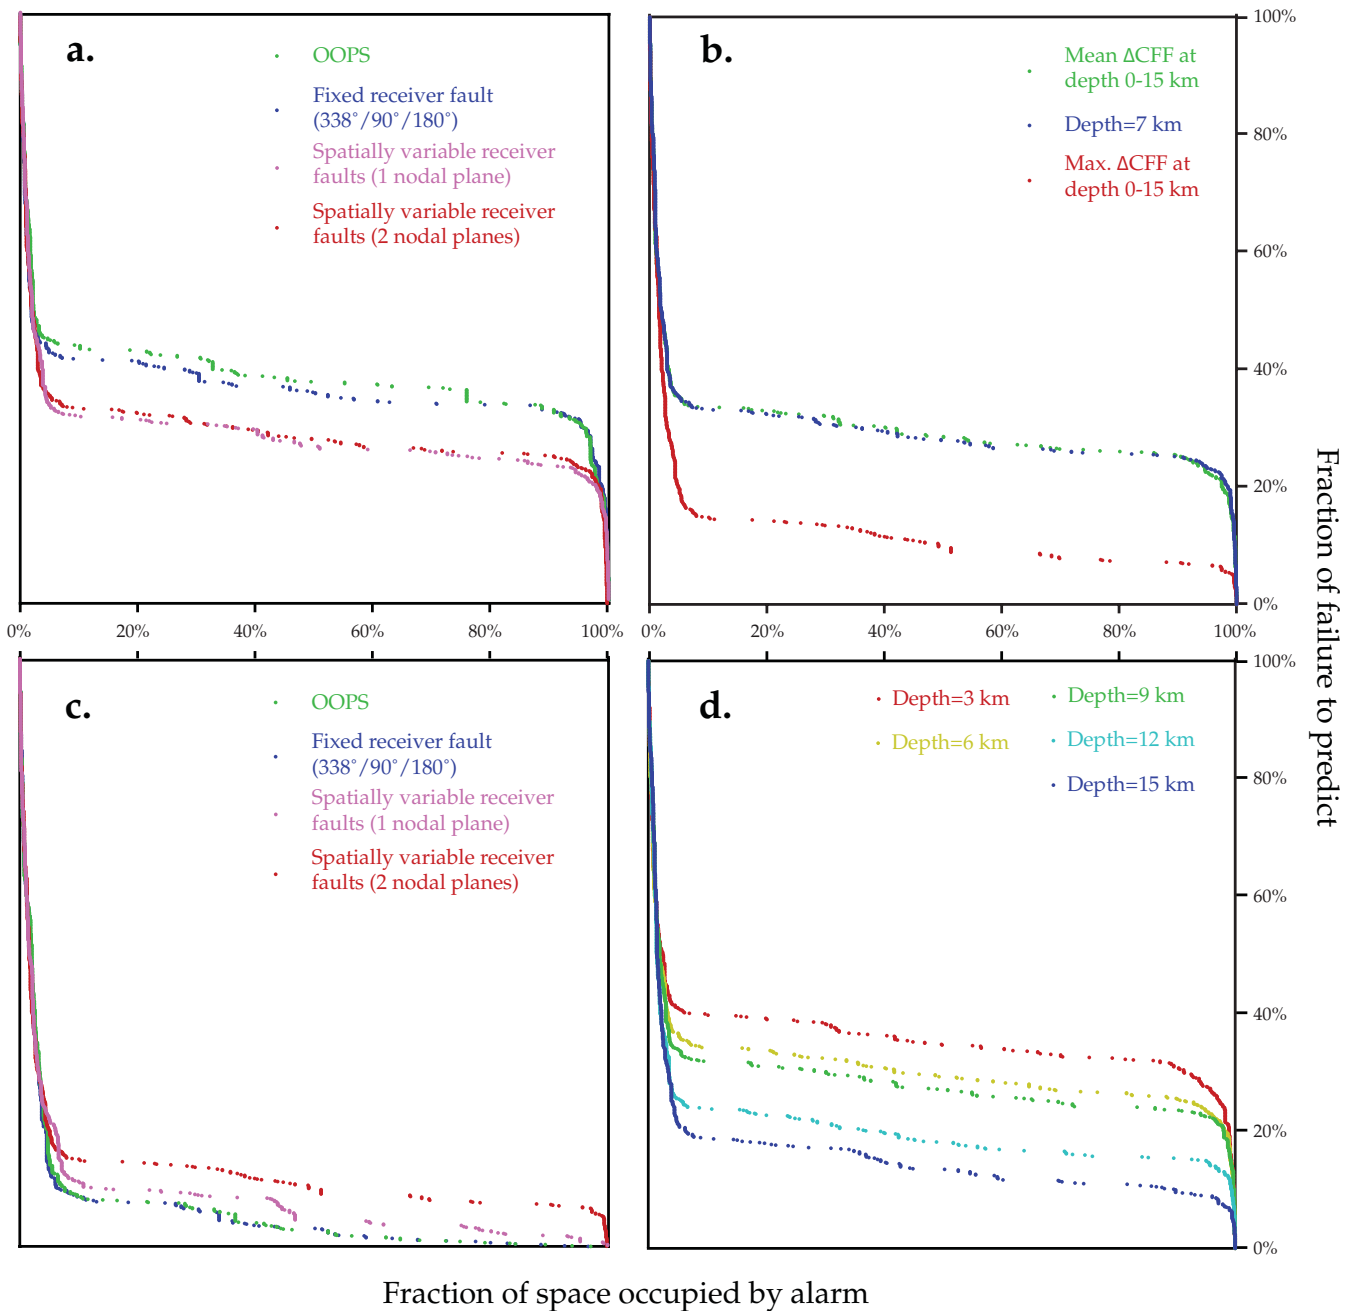 a.
OOPS
Fixed receiver fault
(338˚/90˚/180˚)
Spatially variable receiver
faults (1 nodal plane)
Spatially variable receiver
faults (2 nodal planes)
b.
Mean ΔCFF at
depth 0-15 km
Depth=7 km
Max. ΔCFF at
depth 0-15 km
100%
80%
60%
40%
20%
0%
0%
20%
40%
60%
80%
100%
0%
20%
40%
60%
80%
100%
c.
OOPS
Fixed receiver fault
(338˚/90˚/180˚)
Spatially variable receiver
faults (1 nodal plane)
Spatially variable receiver
faults (2 nodal planes)
d.
Depth=3 km
Depth=6 km
Depth=9 km
Depth=12 km
Depth=15 km
100%
80%
60%
40%
20%
0%
Fraction of failure to predict
Fraction of space occupied by alarm